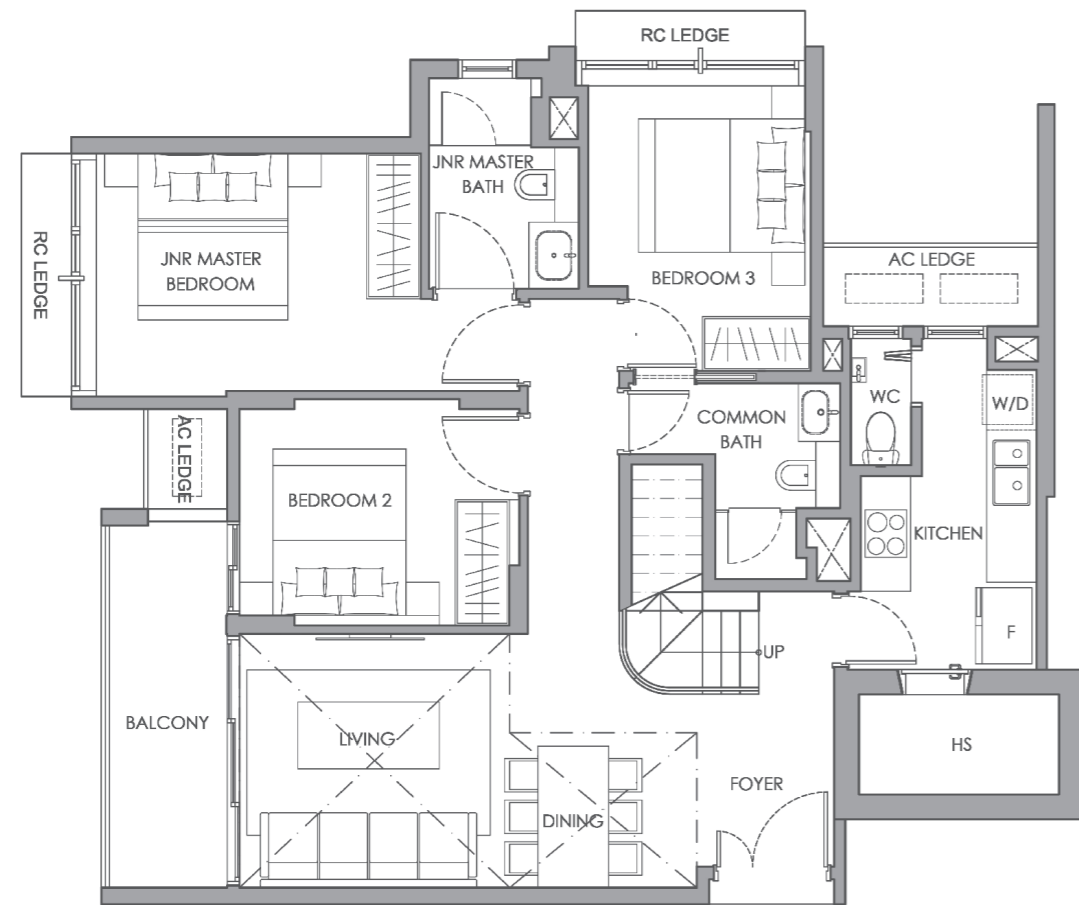 RC LEDGE
JNR MASTER
BATH
RC LEDGE
JNR MASTER
BEDROOM
BEDROOM 3
AC LEDGE
WC
W/D
COMMON
BATH
AC LEDGE
BEDROOM 2
KITCHEN
F
UP
BALCONY
LIVING
HS
FOYER
DINING